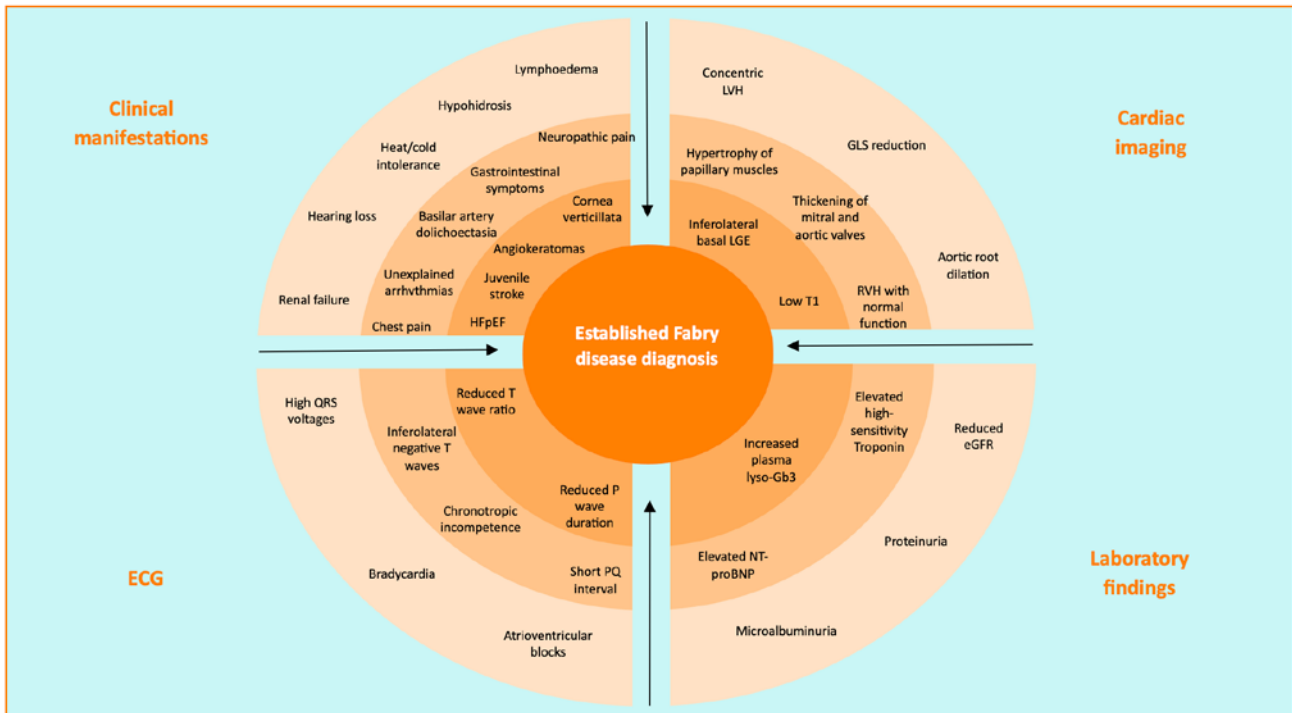 Clinical
manifestations
Lymphoedema
Hypohidrosis
Heat/cold
intolerance
Hearing loss
Renal failure
Neuropathic pain
Gastrointestinal
symptoms
Basilar artery
dolichoectasia
Unexplained
arrhythmias
Chest pain
Cornea
verticillata
Angiokeratomas
Juvenile
stroke
HFpEF
Cardiac
imaging
Concentric
LVH
GLS reduction
Aortic root
dilation
Hypertrophy of
papillary muscles
Thickening of
mitral and
aortic valves
RVH with
normal
function
Inferolateral
basal LGE
Low T1
Established Fabry
disease diagnosis
ECG
High QRS
voltages
Bradycardia
Atrioventricular
blocks
Inferolateral
negative T
waves
Chronotropic
incompetence
Short PQ
interval
Reduced T
wave ratio
Reduced P
wave
duration
Laboratory
findings
Increased
plasma
lyso-Gb3
Elevated
high-
sensitivity
Troponin
Elevated NT-
proBNP
Reduced
eGFR
Proteinuria
Microalbuminuria